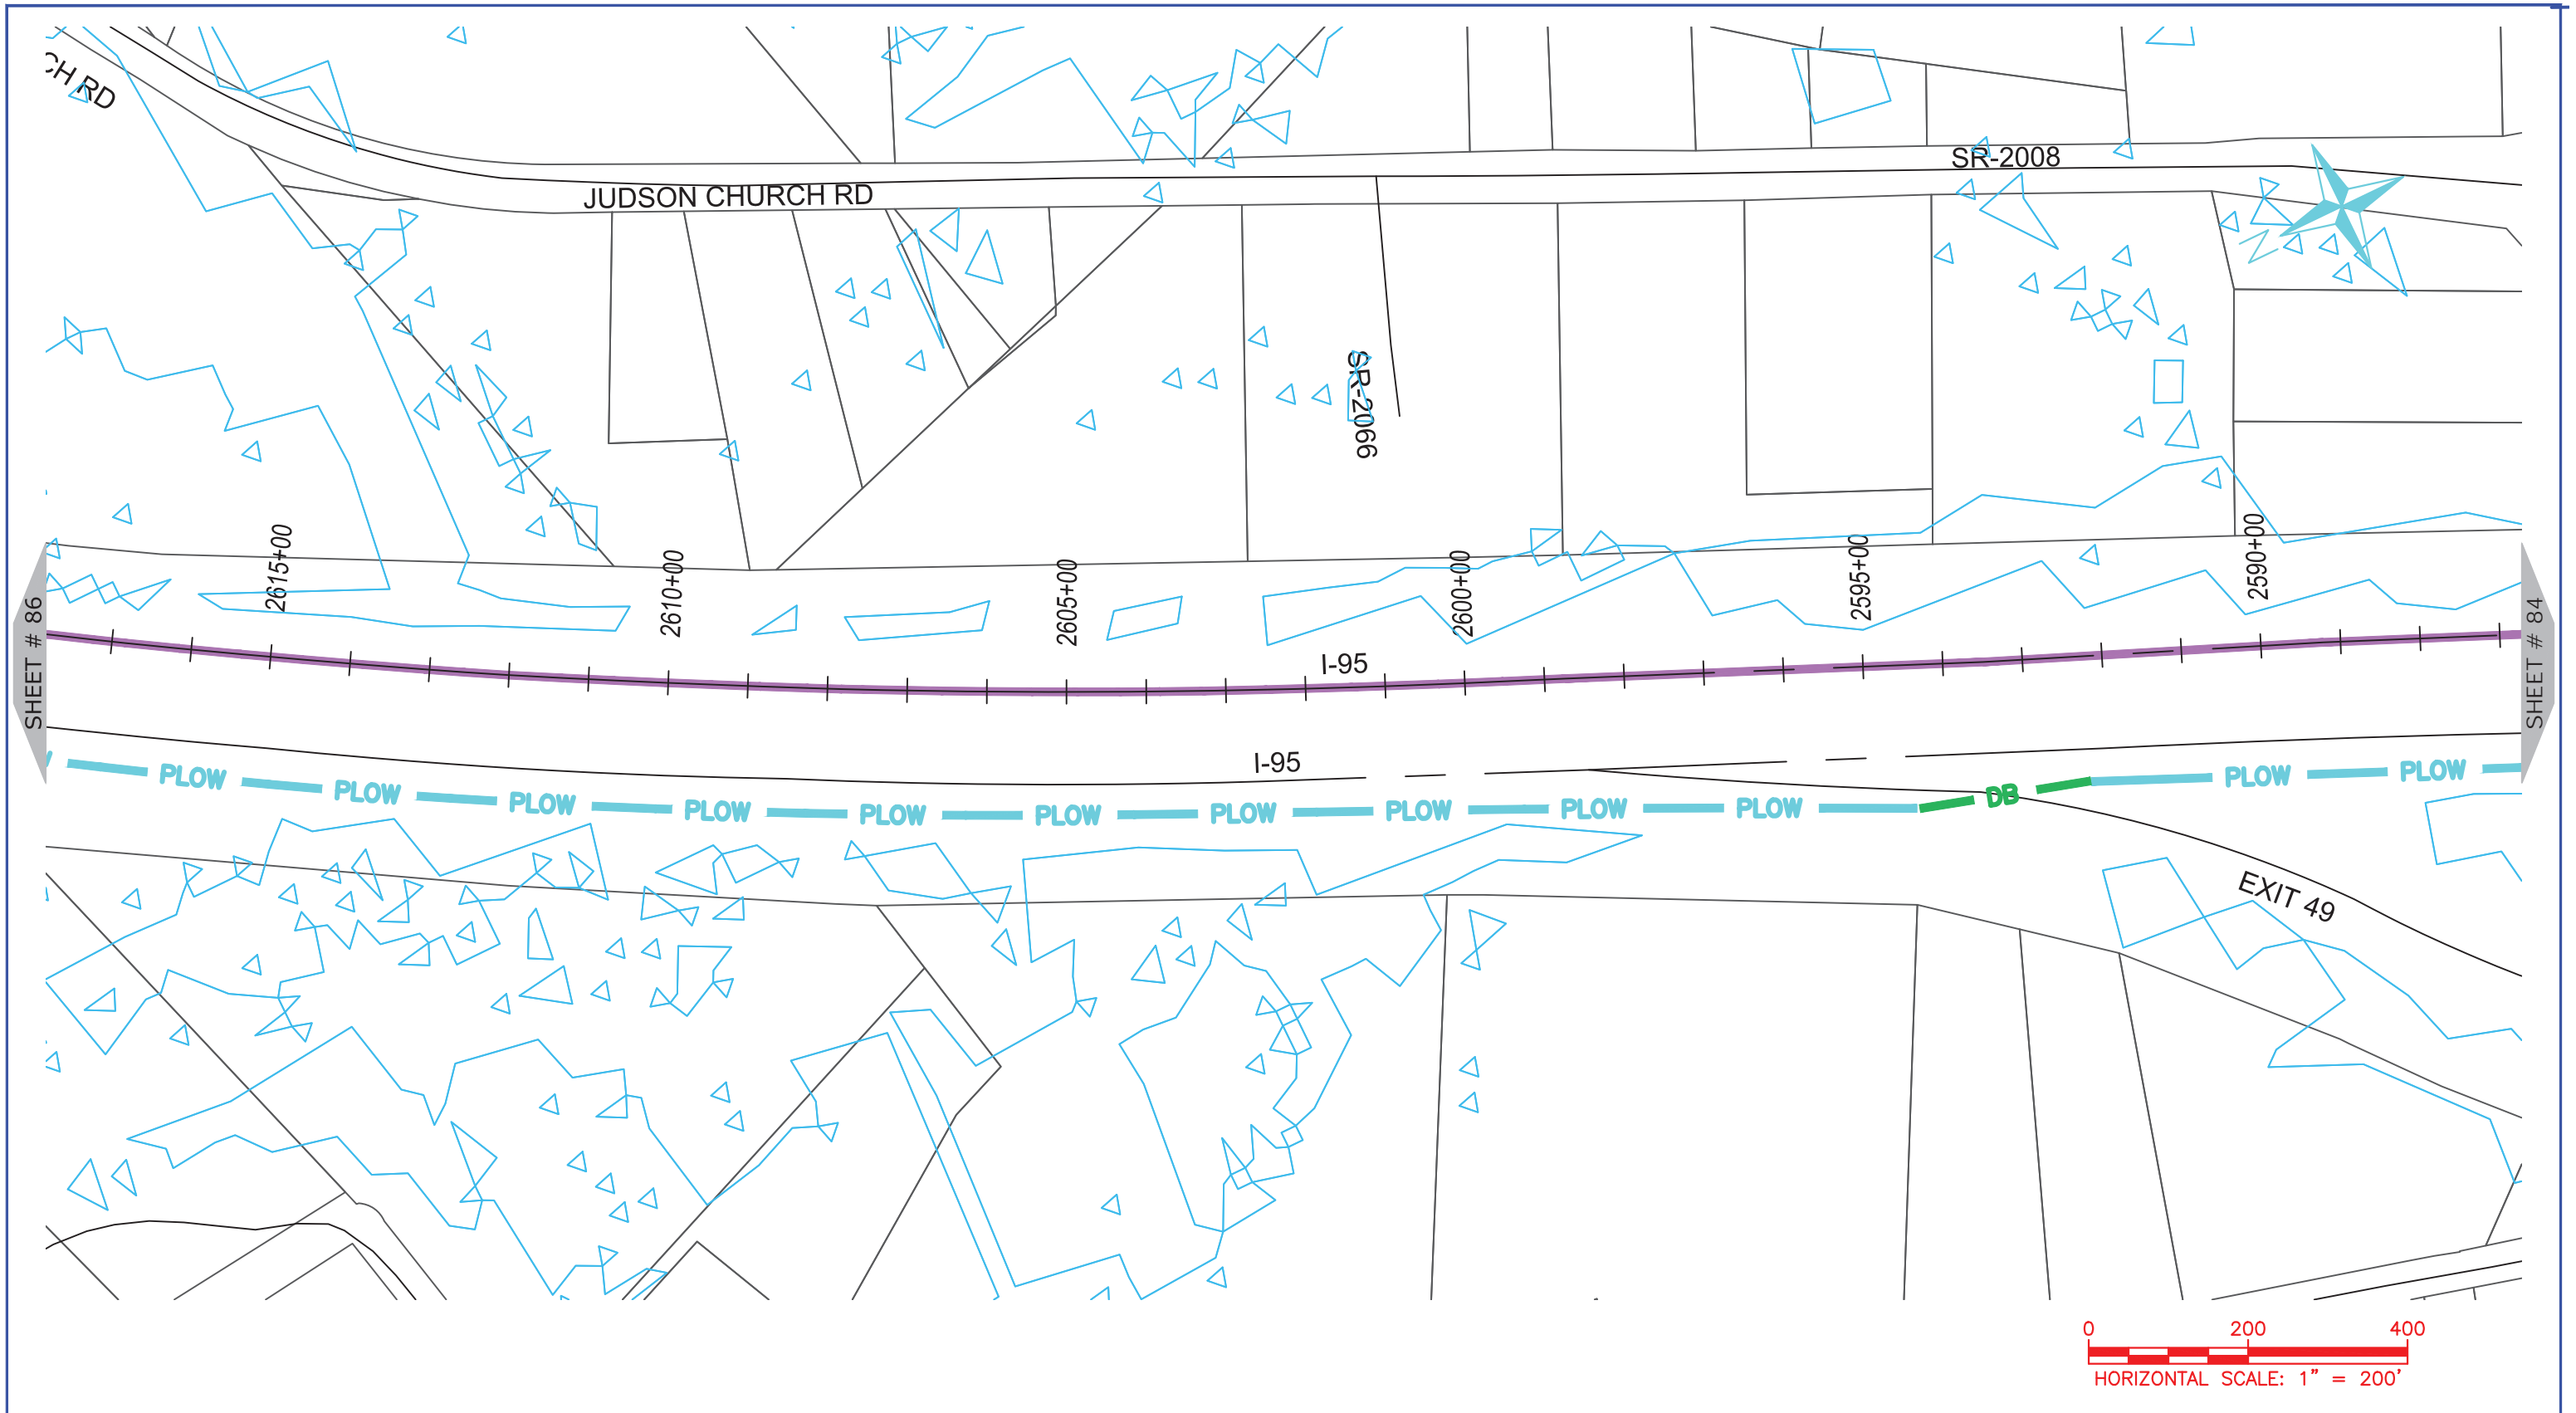 CH RD
SR-2008
JUDSON CHURCH RD
N
SR-2066
2615+00
2610+00
2605+00
2600+00
2595+00
2590+00
SHEET # 86
SHEET # 84
I-95
I-95
PLOW PLOW PLOW PLOW PLOW PLOW PLOW PLOW PLOW PLOW DB PLOW PLOW
EXIT 49
0 200 400
HORIZONTAL SCALE: 1" = 200'